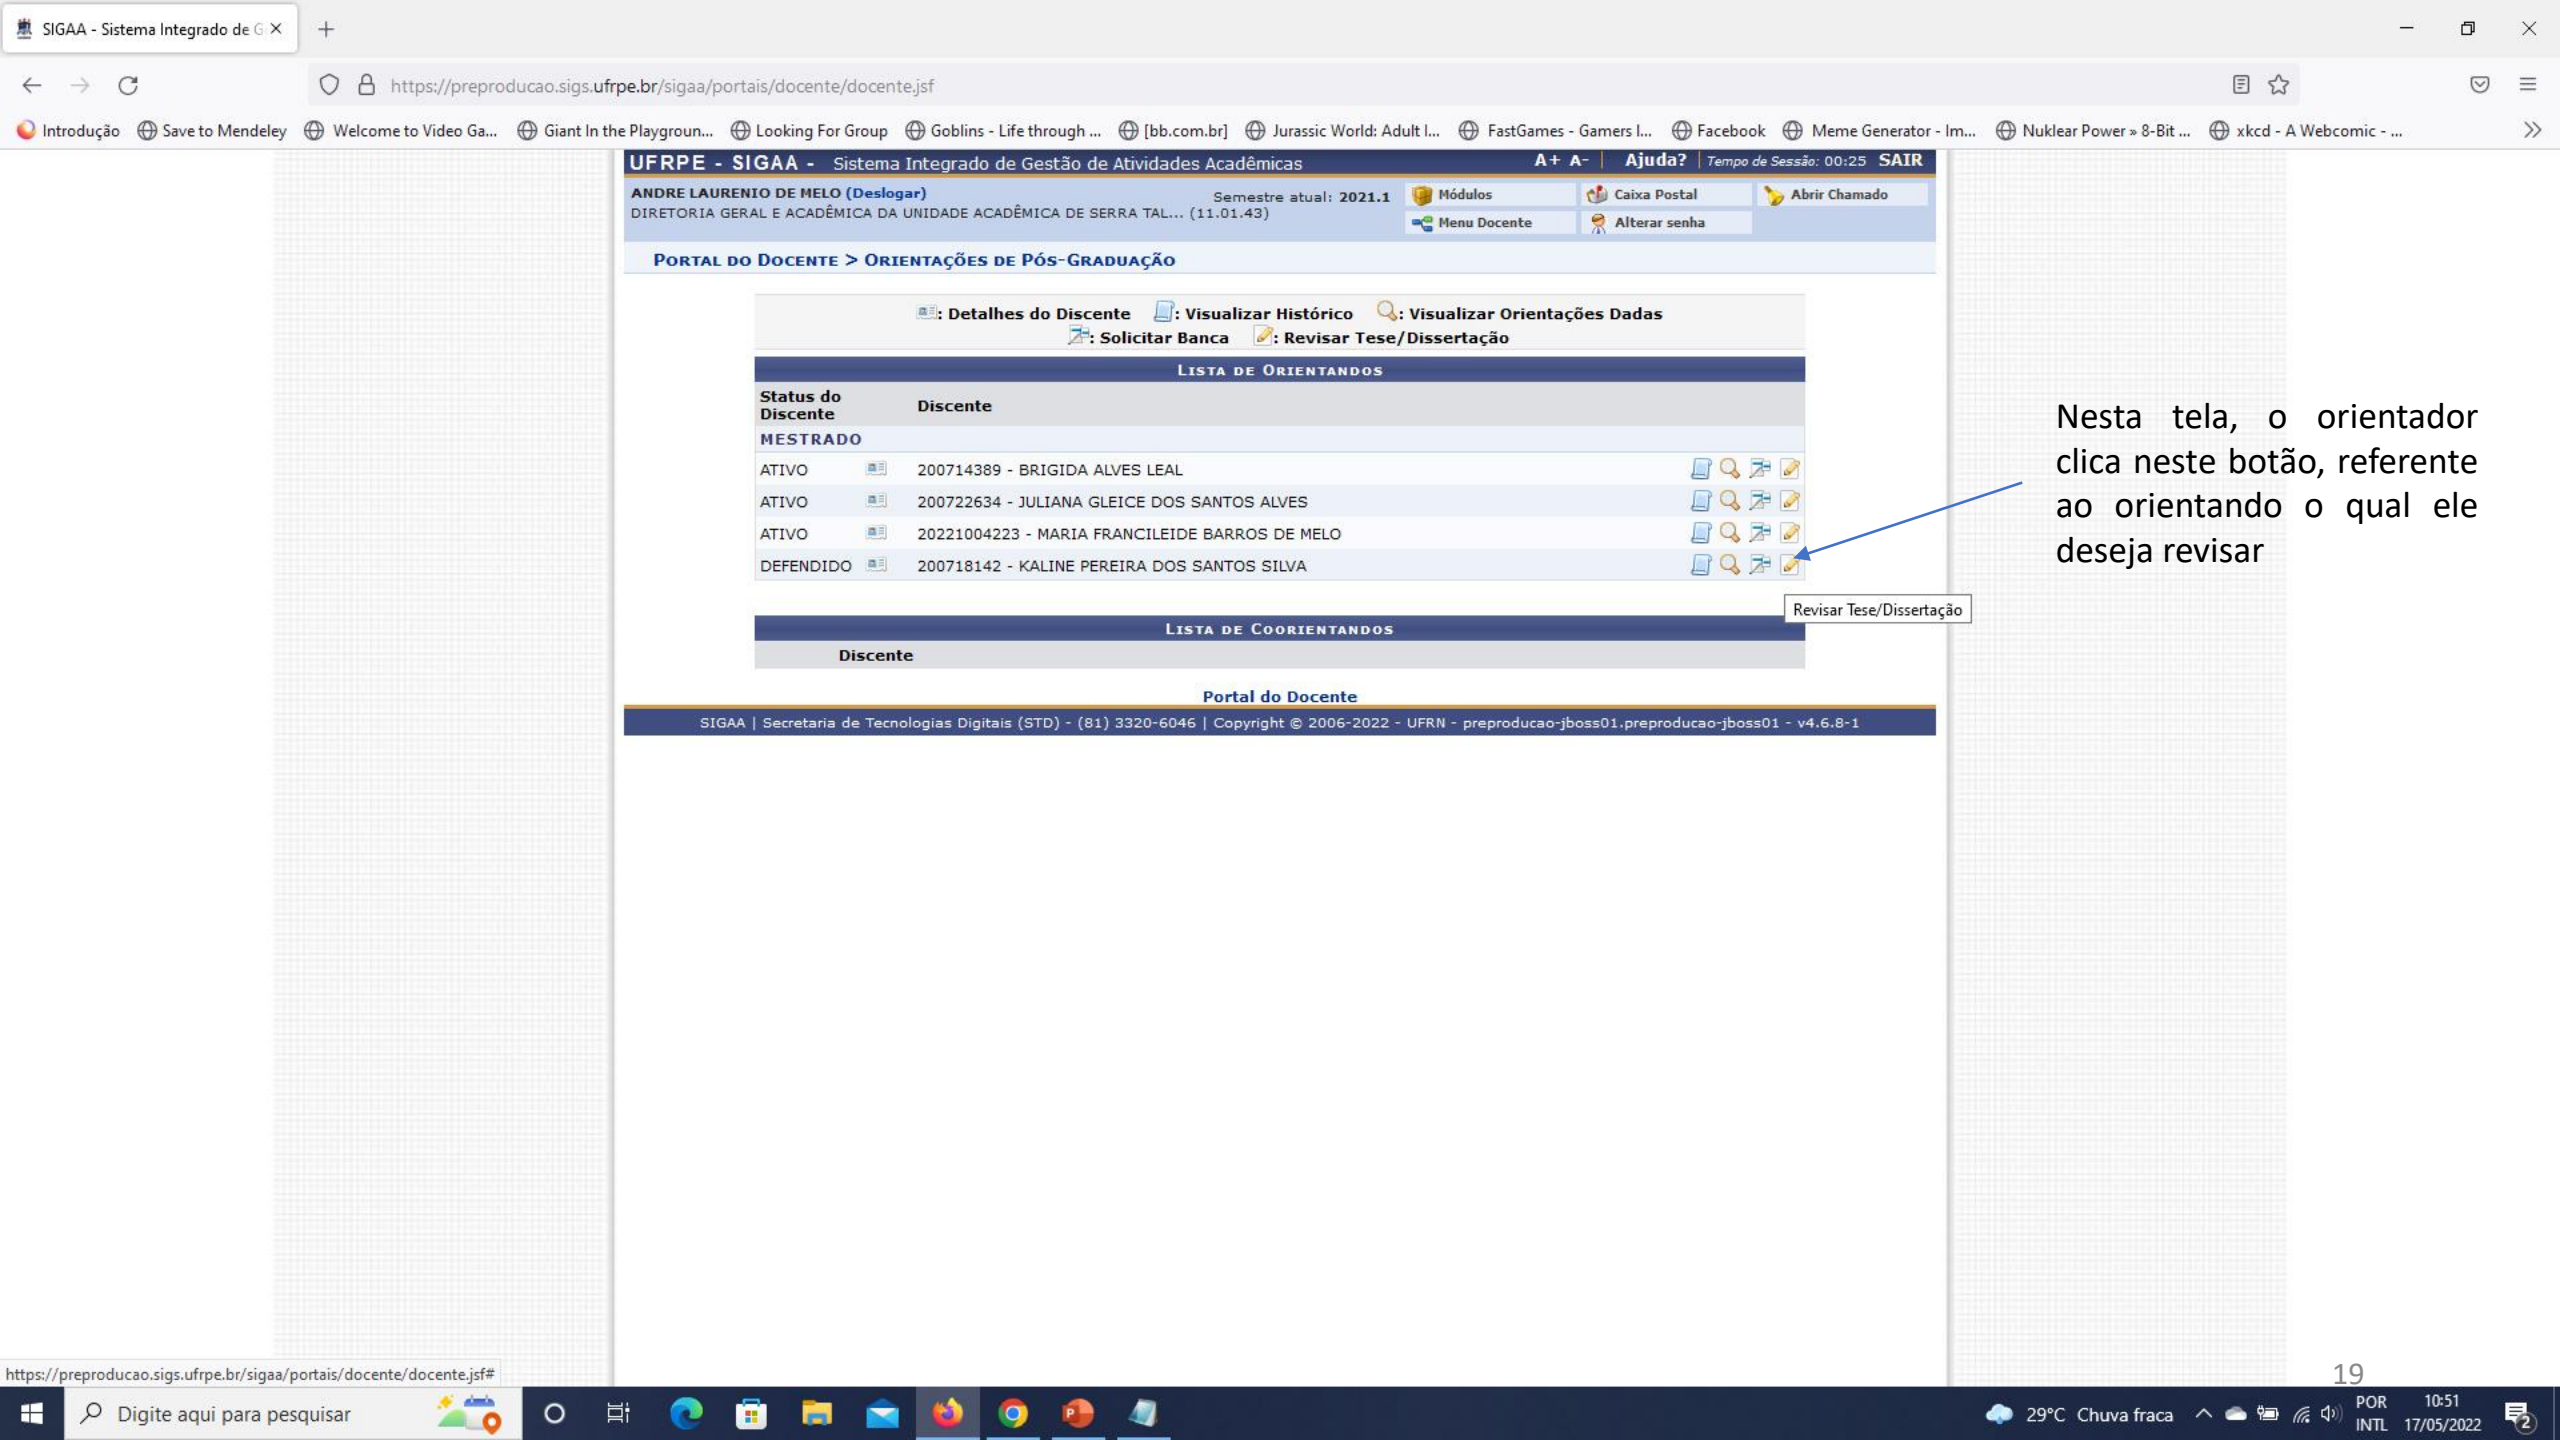 SIGAA - Sistema Integrado de G
https://preproducao.sigs.ufrpe.br/sigaa/portais/docente/docente.jsf
Introdução Save to Mendeley Welcome to Video Ga... Giant In the Playgroun... Looking For Group Goblins - Life through ... [bb.com.br] Jurassic World: Adult I... FastGames - Gamers I... Facebook Meme Generator - Im... Nuklear Power » 8-Bit ... xkcd - A Webcomic - ...
UFRPE - SIGAA - Sistema Integrado de Gestão de Atividades Acadêmicas A+ A- | Ajuda? | Tempo de Sessão: 00:25 SAIR
ANDRE LAURENIO DE MELO (Deslogar) Semestre atual: 2021.1 Módulos Caixa Postal Abrir Chamado
DIRETORIA GERAL E ACADÊMICA DA UNIDADE ACADÊMICA DE SERRA TAL... (11.01.43)
Menu Docente Alterar senha
PORTAL DO DOCENTE > ORIENTAÇÕES DE PÓS-GRADUAÇÃO
: Detalhes do Discente : Visualizar Histórico : Visualizar Orientações Dadas
: Solicitar Banca : Revisar Tese/Dissertação
LISTA DE ORIENTANDOS
Status do Discente Discente
MESTRADO
ATIVO 200714389 - BRIGIDA ALVES LEAL
ATIVO 200722634 - JULIANA GLEICE DOS SANTOS ALVES
ATIVO 20221004223 - MARIA FRANCILEIDE BARROS DE MELO
DEFENDIDO 200718142 - KALINE PEREIRA DOS SANTOS SILVA
Revisar Tese/Dissertação
LISTA DE COORIENTANDOS
Discente
Portal do Docente
SIGAA | Secretaria de Tecnologias Digitais (STD) - (81) 3320-6046 | Copyright © 2006-2022 - UFRN - preproducao-jboss01.preproducao-jboss01 - v4.6.8-1
Nesta tela, o orientador
clica neste botão, referente
ao orientando o qual ele
deseja revisar
https://preproducao.sigs.ufrpe.br/sigaa/portais/docente/docente.jsf#
19
Digite aqui para pesquisar
29°C Chuva fraca
POR
INTL
10:51
17/05/2022
2